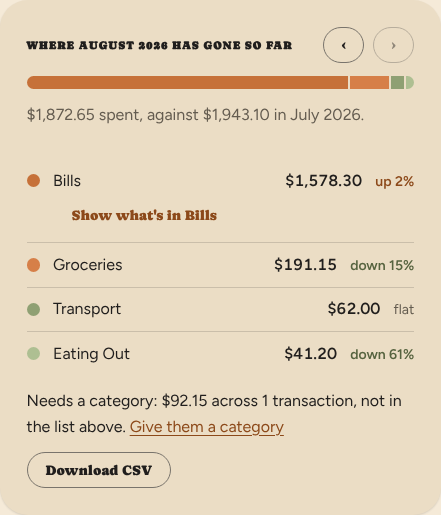 WHERE AUGUST 2026 HAS GONE SO FAR
‹ ›
$1,872.65 spent, against $1,943.10 in July 2026.
Bills $1,578.30 up 2%
Show what's in Bills
Groceries $191.15 down 15%
Transport $62.00 flat
Eating Out $41.20 down 61%
Needs a category: $92.15 across 1 transaction, not in
the list above. Give them a category
Download CSV